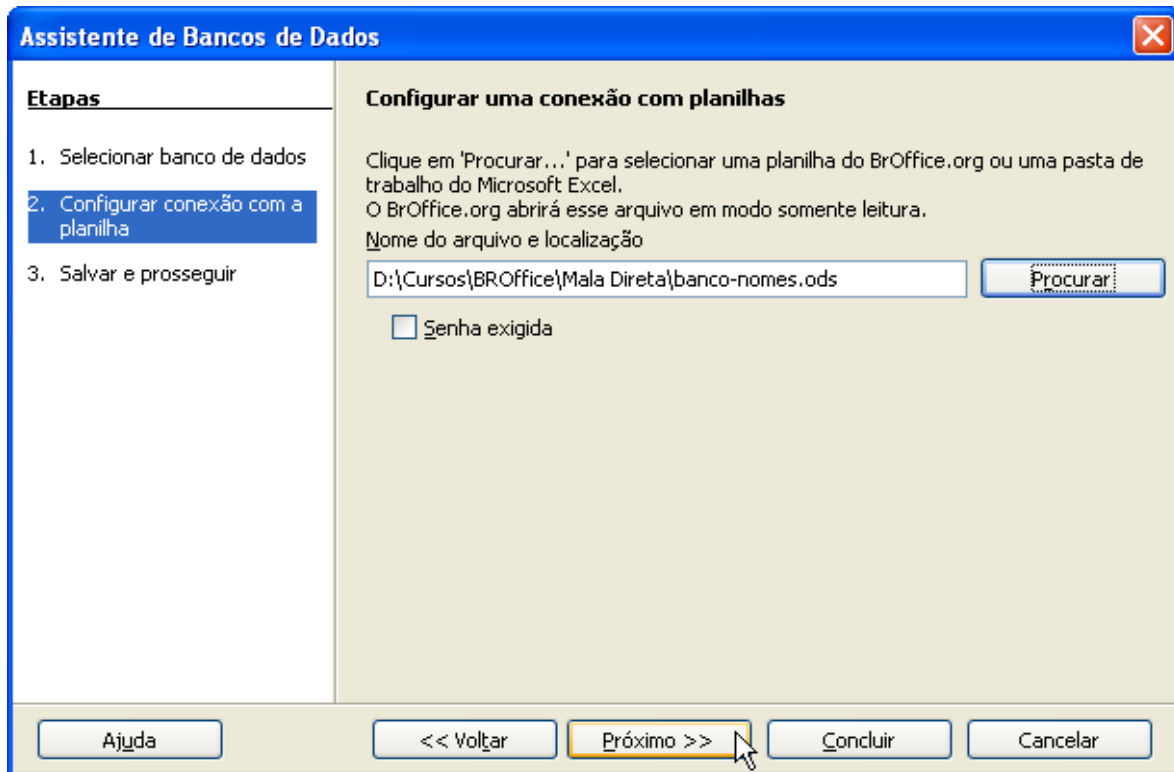 Assistente de Bancos de Dados
Etapas
1. Selecionar banco de dados
2. Configurar conexão com a
planilha
3. Salvar e prosseguir
Configurar uma conexão com planilhas
Clique em 'Procurar...' para selecionar uma planilha do BrOffice.org ou uma pasta de
trabalho do Microsoft Excel.
O BrOffice.org abrirá esse arquivo em modo somente leitura.
Nome do arquivo e localização
D:\Cursos\BROffice\Mala Direta\banco-nomes.ods
Procurar
Senha exigida
Ajuda
<< Voltar
Próximo >>
Concluir
Cancelar